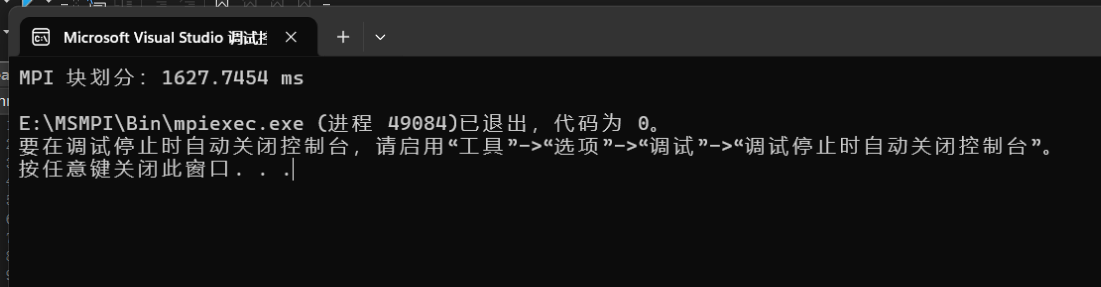 Microsoft Visual Studio 调试
MPI 块划分: 1627.7454 ms
E:\MSMPI\Bin\mpiexec.exe (进程 49084)已退出，代码为 0。
要在调试停止时自动关闭控制台，请启用“工具”->“选项”->“调试”->“调试停止时自动关闭控制台”。
按任意键关闭此窗口. . .